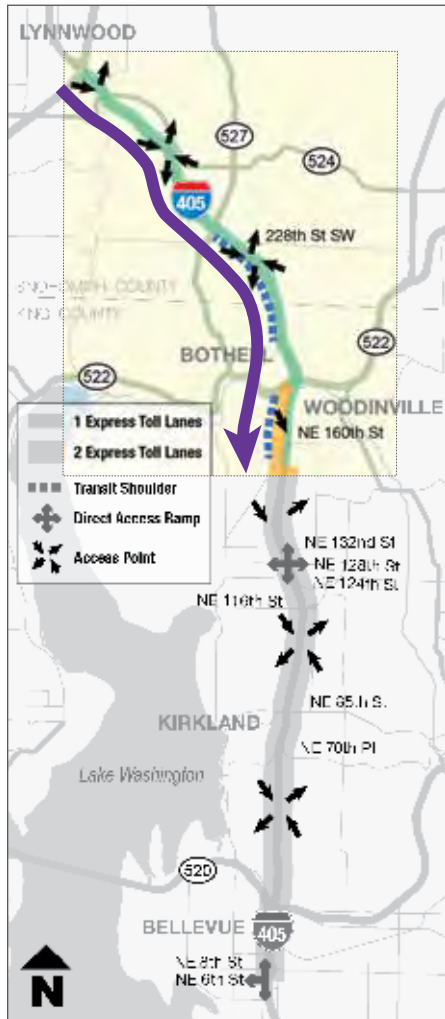 LYNNWOOD
527
524
405
228th St SW
SNOHOMISH COUNTY
KING COUNTY
BOTHELL
522
522
WOODINVILLE
NE 160th St
1 Express Toll Lanes
2 Express Toll Lanes
Transit Shoulder
Direct Access Ramp
Access Point
NE 132nd St
NE 128th St
NE 124th St
NE 116th St
NE 85th St
KIRKLAND
NE 70th Pl
Lake Washington
520
BELLEVUE
405
NE 8th St
NE 6th St
N